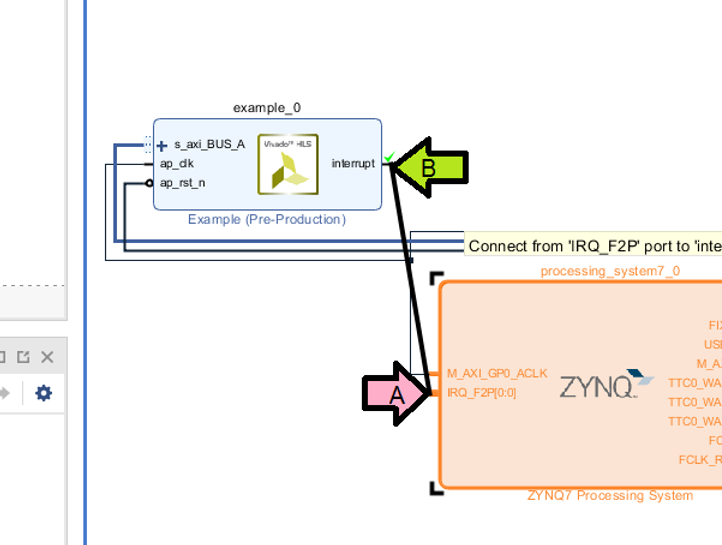 example_0
s_axi_BUS_A
ap_clk
ap_rst_n
Vivado™ HLS
interrupt
B
Example (Pre-Production)
Connect from 'IRQ_F2P' port to 'inte
processing_system7_0
M_AXI_GP0_ACLK
IRQ_F2P[0:0]
A
ZYNQ
FI
USI
M_A
TTC0_WA
TTC0_WA
TTC0_WA
FC
FCLK_R
ZYNQ7 Processing System